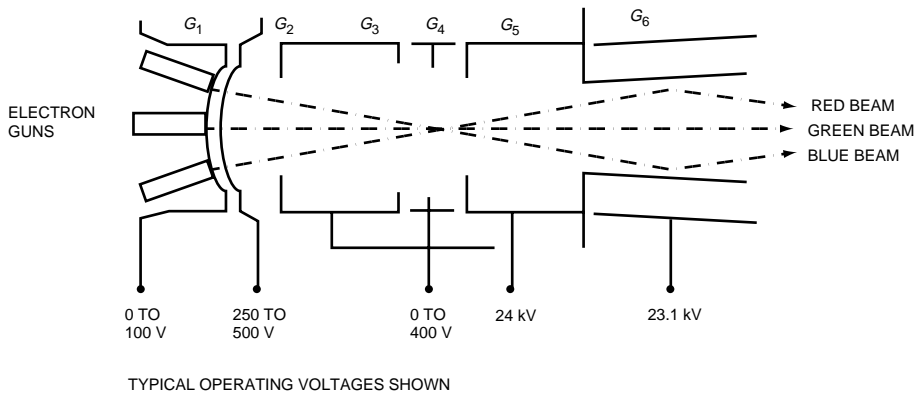 G1 G2 G3 G4 G5 G6
ELECTRON
GUNS
RED BEAM
GREEN BEAM
BLUE BEAM
0 TO
100 V
250 TO
500 V
0 TO
400 V
24 kV
23.1 kV
TYPICAL OPERATING VOLTAGES SHOWN